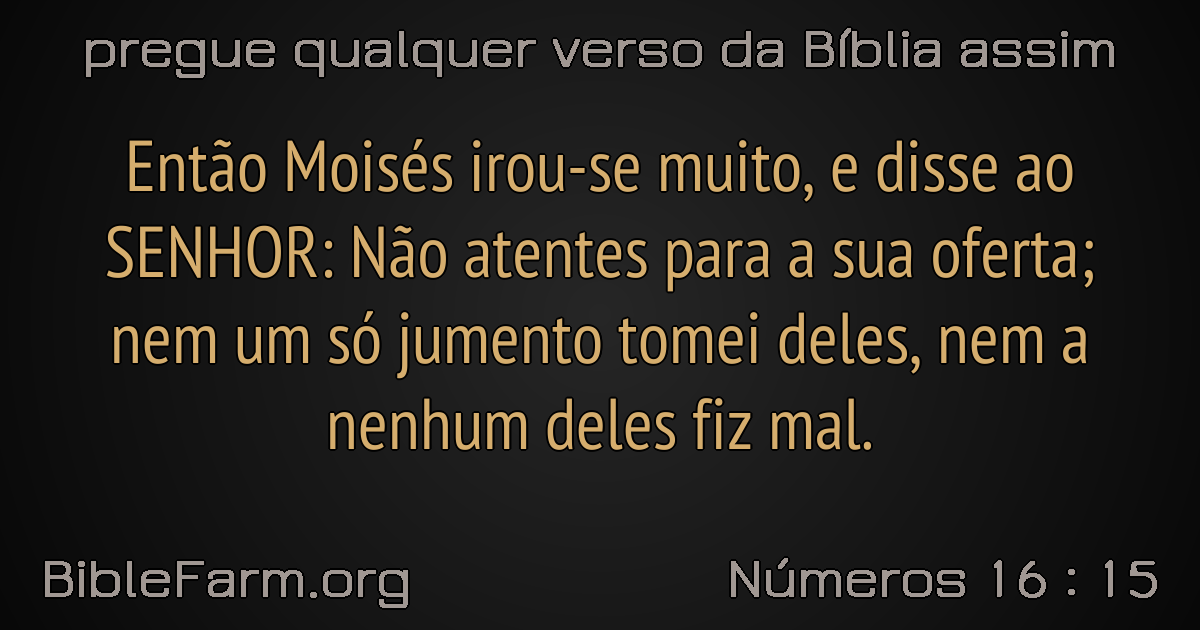 pregue qualquer verso da Bíblia assim
Então Moisés irou-se muito, e disse ao
SENHOR: Não atentes para a sua oferta;
nem um só jumento tomei deles, nem a
nenhum deles fiz mal.
BibleFarm.org
Números 16 : 15